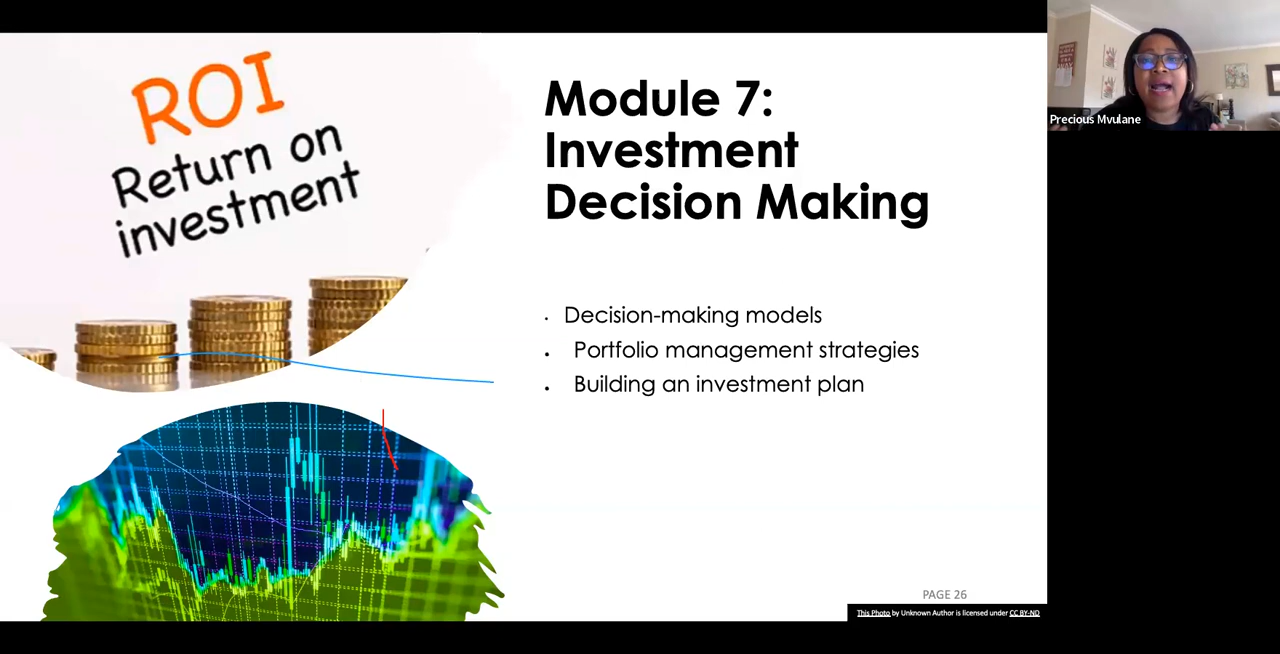 ROI
Return on
investment
Module 7:
Investment
Decision Making
• Decision-making models
• Portfolio management strategies
• Building an investment plan
PAGE 26
This Photo by Unknown Author is licensed under CC BY-ND
Precious Mvulane